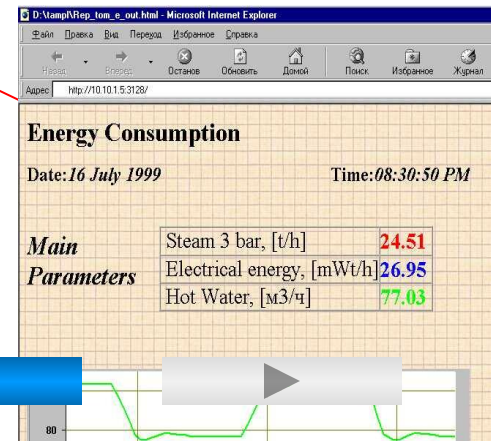 D:\tampl\Rep_tom_e_out.html - Microsoft Internet Explorer
Файл Правка Вид Переход Избранное Справка
Назад Вперед Останов Обновить Домой Поиск Избранное Журнал
Адрес http://10.10.1.5:3128/
Energy Consumption
Date:16 July 1999 Time:08:30:50 PM
Main Parameters
Steam 3 bar, [t/h] 24.51
Electrical energy, [mWt/h] 26.95
Hot Water, [м3/ч] 77.03
80